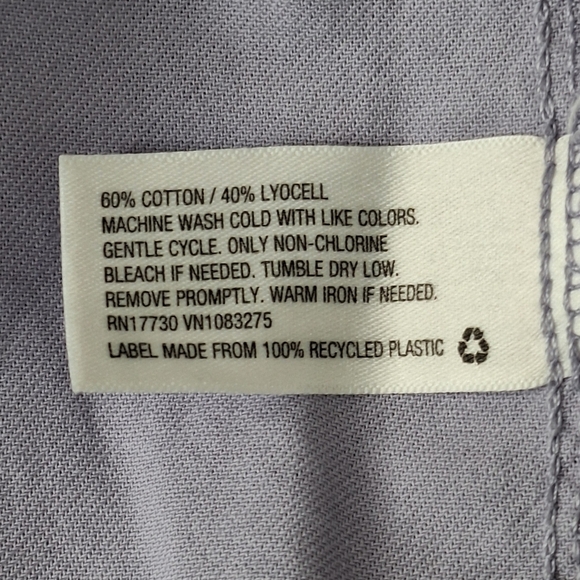 60% COTTON / 40% LYOCELL
MACHINE WASH COLD WITH LIKE COLORS.
GENTLE CYCLE. ONLY NON-CHLORINE
BLEACH IF NEEDED. TUMBLE DRY LOW.
REMOVE PROMPTLY. WARM IRON IF NEEDED.
RN17730 VN1083275
LABEL MADE FROM 100% RECYCLED PLASTIC